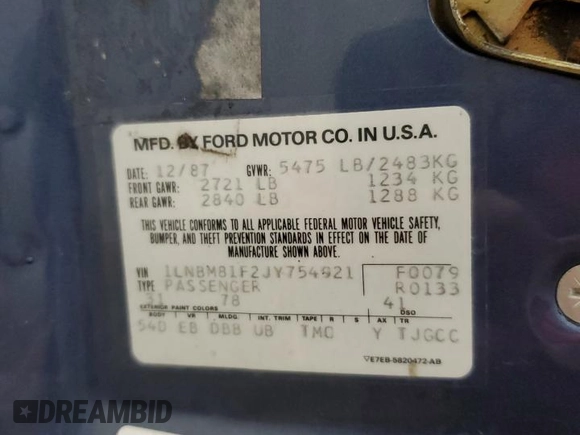 MFD. BY FORD MOTOR CO. IN U.S.A.
DATE: 12/87 GVWR: 5475 LB/2483KG
FRONT GAWR: 2721 LB 1234 KG
REAR GAWR: 2840 LB 1288 KG
THIS VEHICLE CONFORMS TO ALL APPLICABLE FEDERAL MOTOR VEHICLE SAFETY,
BUMPER, AND THEFT PREVENTION STANDARDS IN EFFECT ON THE DATE OF
MANUFACTURE SHOWN ABOVE.
VIN 1LNBM81F2JY754921 F0079
TYPE PASSENGER R0133
31 78 41
EXTERIOR PAINT COLORS DSO
BODY VR MLDG INT. TRIM TAPE R S AX TR
54D EB DBB UB TMC Y TJGCC
E7EB-5820472-AB
DREAMBID